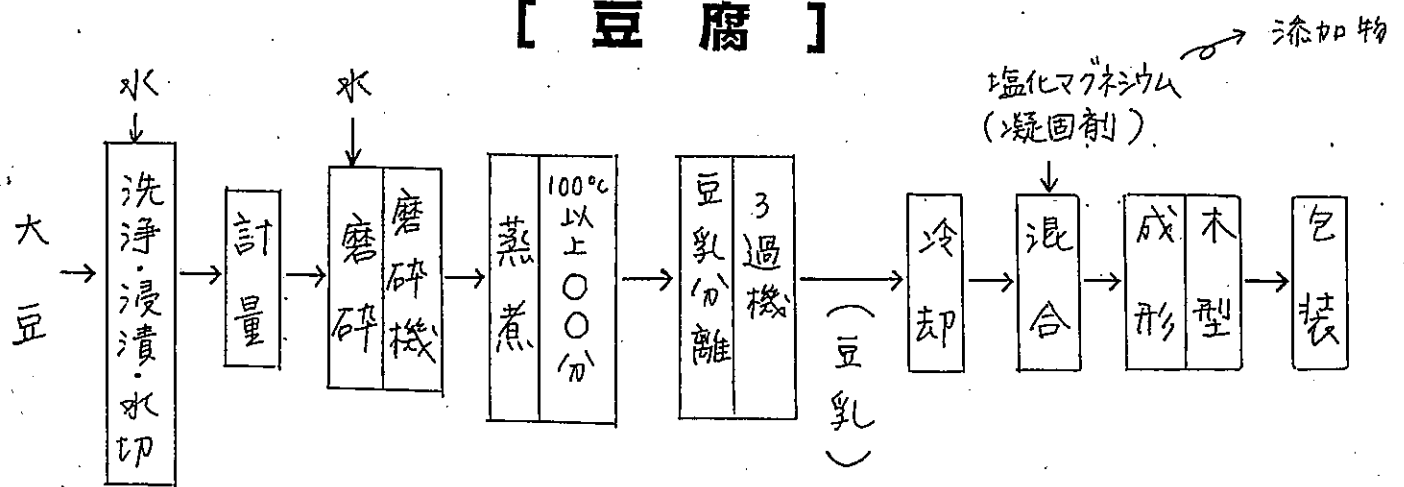 [ 豆腐 ]
添加物
塩化マグネシウム
(凝固剤)
水
水
大豆
洗浄・浸漬・水切
計量
磨砕
磨砕機
蒸煮
100℃以上○○分
豆乳分離
ろ過機
(豆乳)
冷却
混合
成形
木型
包装